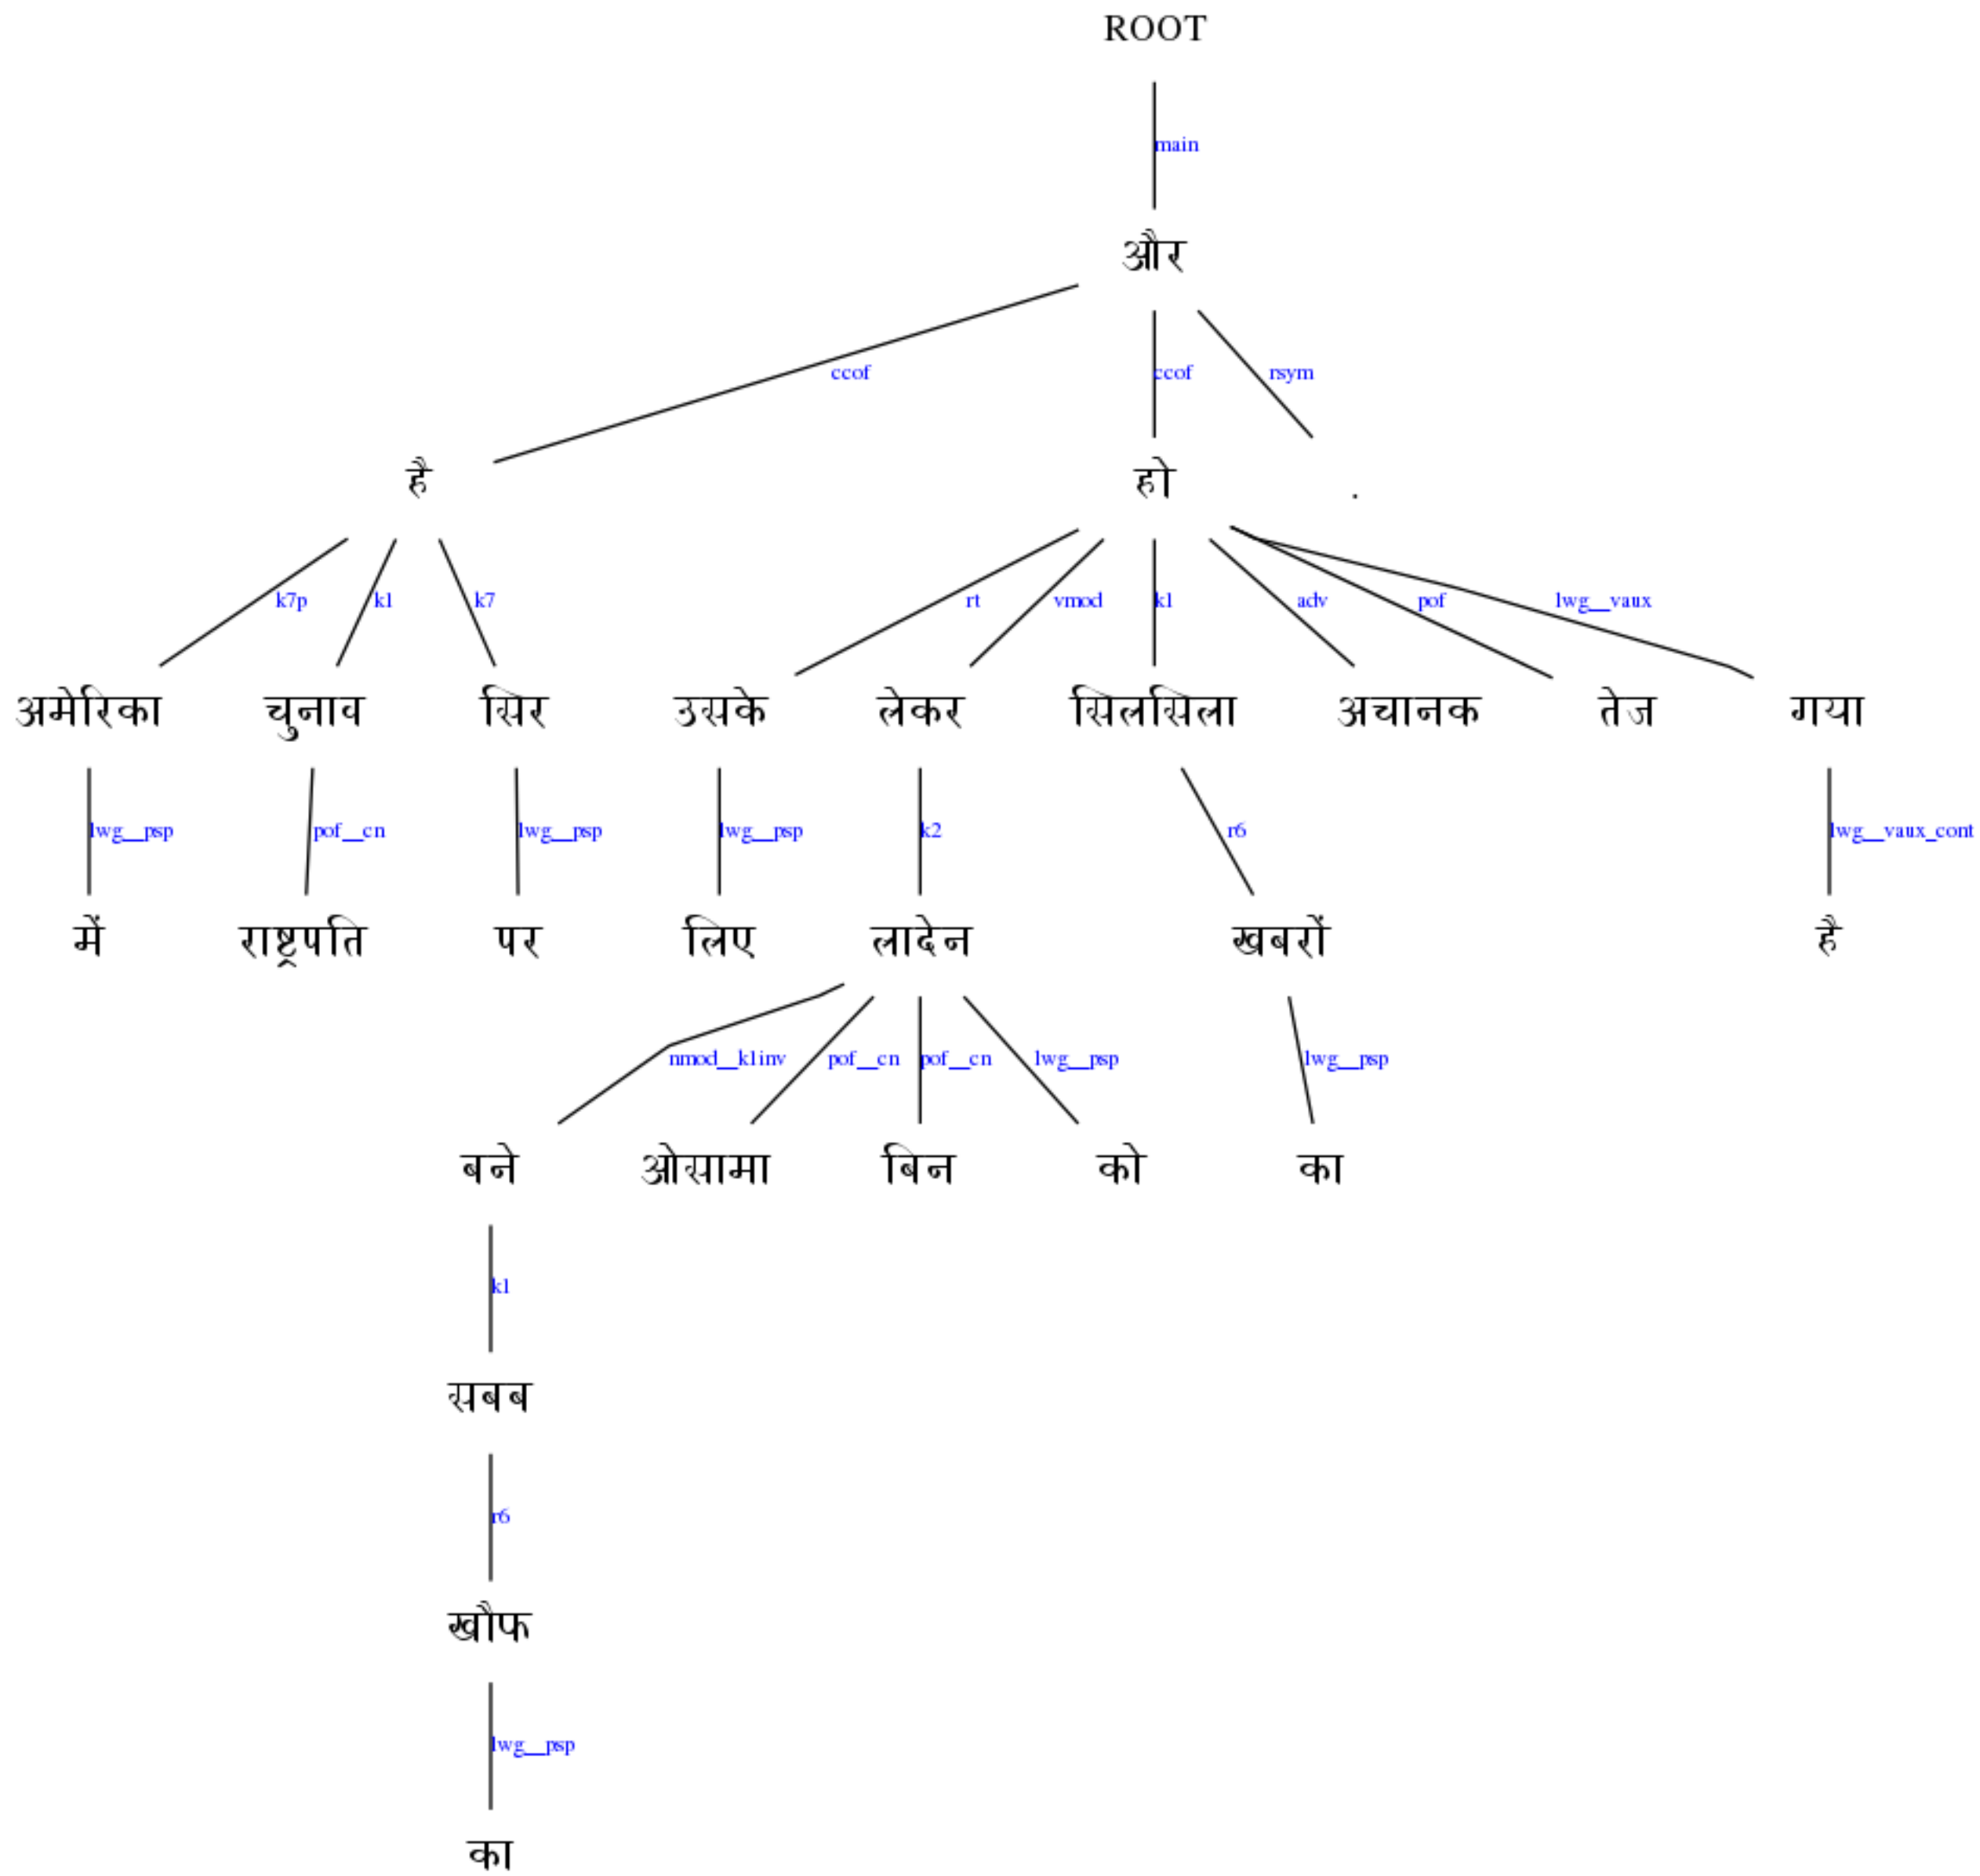 ROOT
main
और
ccof ccof rsym
है हो .
k7p k1 k7 rt vmod k1 adv pof lwg__vaux
अमेरिका चुनाव सिर उसके लेकर सिलसिला अचानक तेज गया
lwg__psp pof__cn lwg__psp lwg__psp k2 r6 lwg__vaux_cont
में राष्ट्रपति पर लिए लादेन खबरों है
nmod__k1inv pof__cn pof__cn lwg__psp lwg__psp
बने ओसामा बिन को का
k1
सबब
r6
खौफ
lwg__psp
का